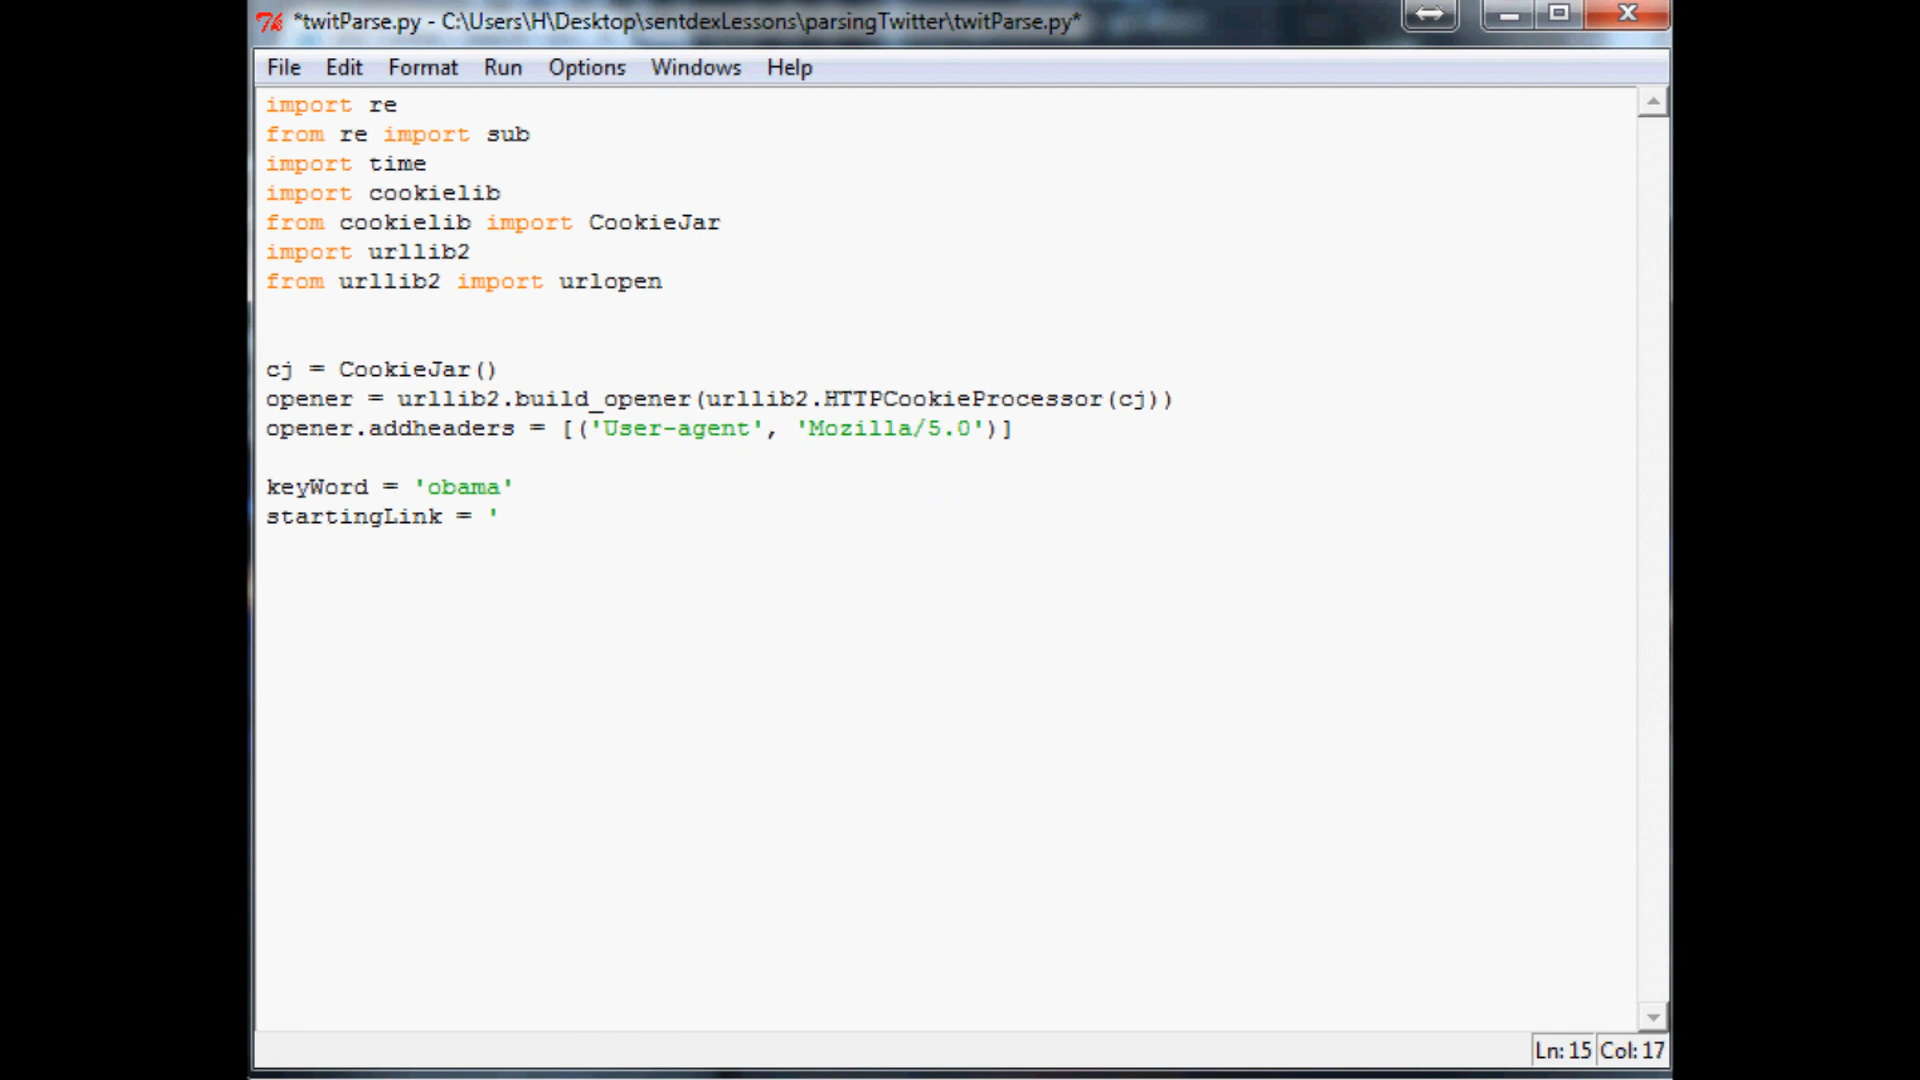 *twitParse.py - C:\Users\H\Desktop\sentdexLessons\parsingTwitter\twitParse.py*
File Edit Format Run Options Windows Help
import re
from re import sub
import time
import cookielib
from cookielib import CookieJar
import urllib2
from urllib2 import urlopen
cj = CookieJar()
opener = urllib2.build_opener(urllib2.HTTPCookieProcessor(cj))
opener.addheaders = [('User-agent', 'Mozilla/5.0')]
keyWord = 'obama'
startingLink = '
Ln: 15 Col: 17